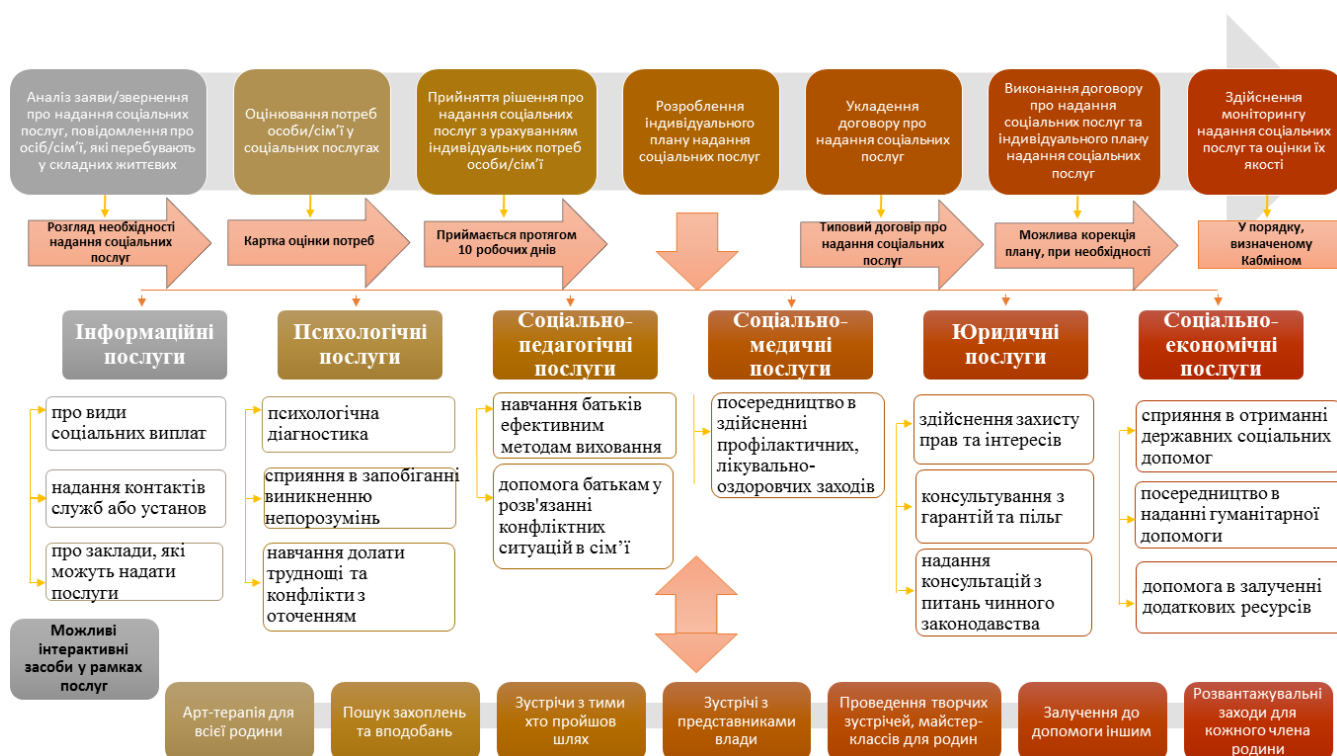 Аналіз заяви/звернення
про надання соціальних
послуг, повідомлення про
осіб/сім'ї, які перебувають
у складних життєвих
Оцінювання потреб
особи/сім'ї у
соціальних послугах
Прийняття рішення про
надання соціальних
послуг з урахуванням
індивідуальних потреб
особи/сім'ї
Розроблення
індивідуального
плану надання
соціальних послуг
Укладення
договору про
надання соціальних
послуг
Виконання договору
про надання
соціальних послуг та
індивідуального плану
надання соціальних
послуг
Здійснення
моніторингу
надання соціальних
послуг та оцінки їх
якості
Розгляд необхідності
надання соціальних
послуг
Картка оцінки потреб
Приймається протягом
10 робочих днів
Типовий договір про
надання соціальних
послуг
Можлива корекція
плану, при необхідності
У порядку,
визначеному
Кабміном
Інформаційні
послуги
Психологічні
послуги
Соціально-
педагогічні
послуги
Соціально-
медичні
послуги
Юридичні
послуги
Соціально-
економічні
послуги
про види
соціальних виплат
надання контактів
служб або установ
про заклади, які
можуть надати
послуги
психологічна
діагностика
сприяння в запобіганні
виникненню
непорозумінь
навчання долати
труднощі та
конфлікти з
оточенням
навчання батьків
ефективним
методам виховання
допомога батькам у
розв'язанні
конфліктних
ситуацій в сім’ї
посередництво в
здійсненні
профілактичних,
лікувально-
оздоровчих заходів
здійснення захисту
прав та інтересів
консультування з
гарантій та пільг
надання
консультацій з
питань чинного
законодавства
сприяння в отриманні
державних соціальних
допомог
посередництво в
наданні гуманітарної
допомоги
допомога в залученні
додаткових ресурсів
Можливі
інтерактивні
засоби у рамках
послуг
Арт-терапія для
всієї родини
Пошук захоплень
та вподобань
Зустрічи з тими
хто пройшов
шлях
Зустрічі з
представниками
влади
Проведення творчих
зустрічей, майстер-
классів для родин
Залучення до
допомоги іншим
Розвантажувальні
заходи для
кожного члена
родини